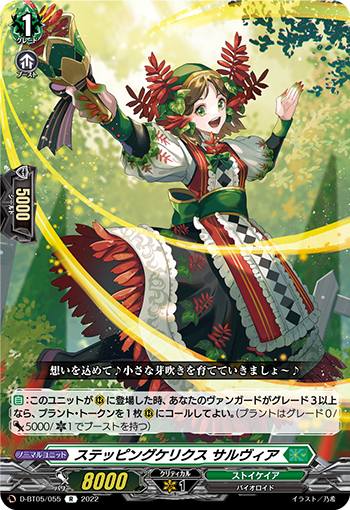 1
グレード
ブースト
5000
シールド
想いを込めて♪小さな芽吹きを育てていきましょ～♪
自:このユニットがRに登場した時、あなたのヴァンガードがグレード3以上
なら、プラント・トークンを1枚Rにコールしてよい。(プラントはグレード0/
5000/☀1でブーストを持つ)
ノーマルユニット
ステッピングケリクス サルヴィア
パワー 8000
クリティカル
☀1
ストイケイア
バイオロイド
D-BT05/055 R 2022
イラスト/乃希